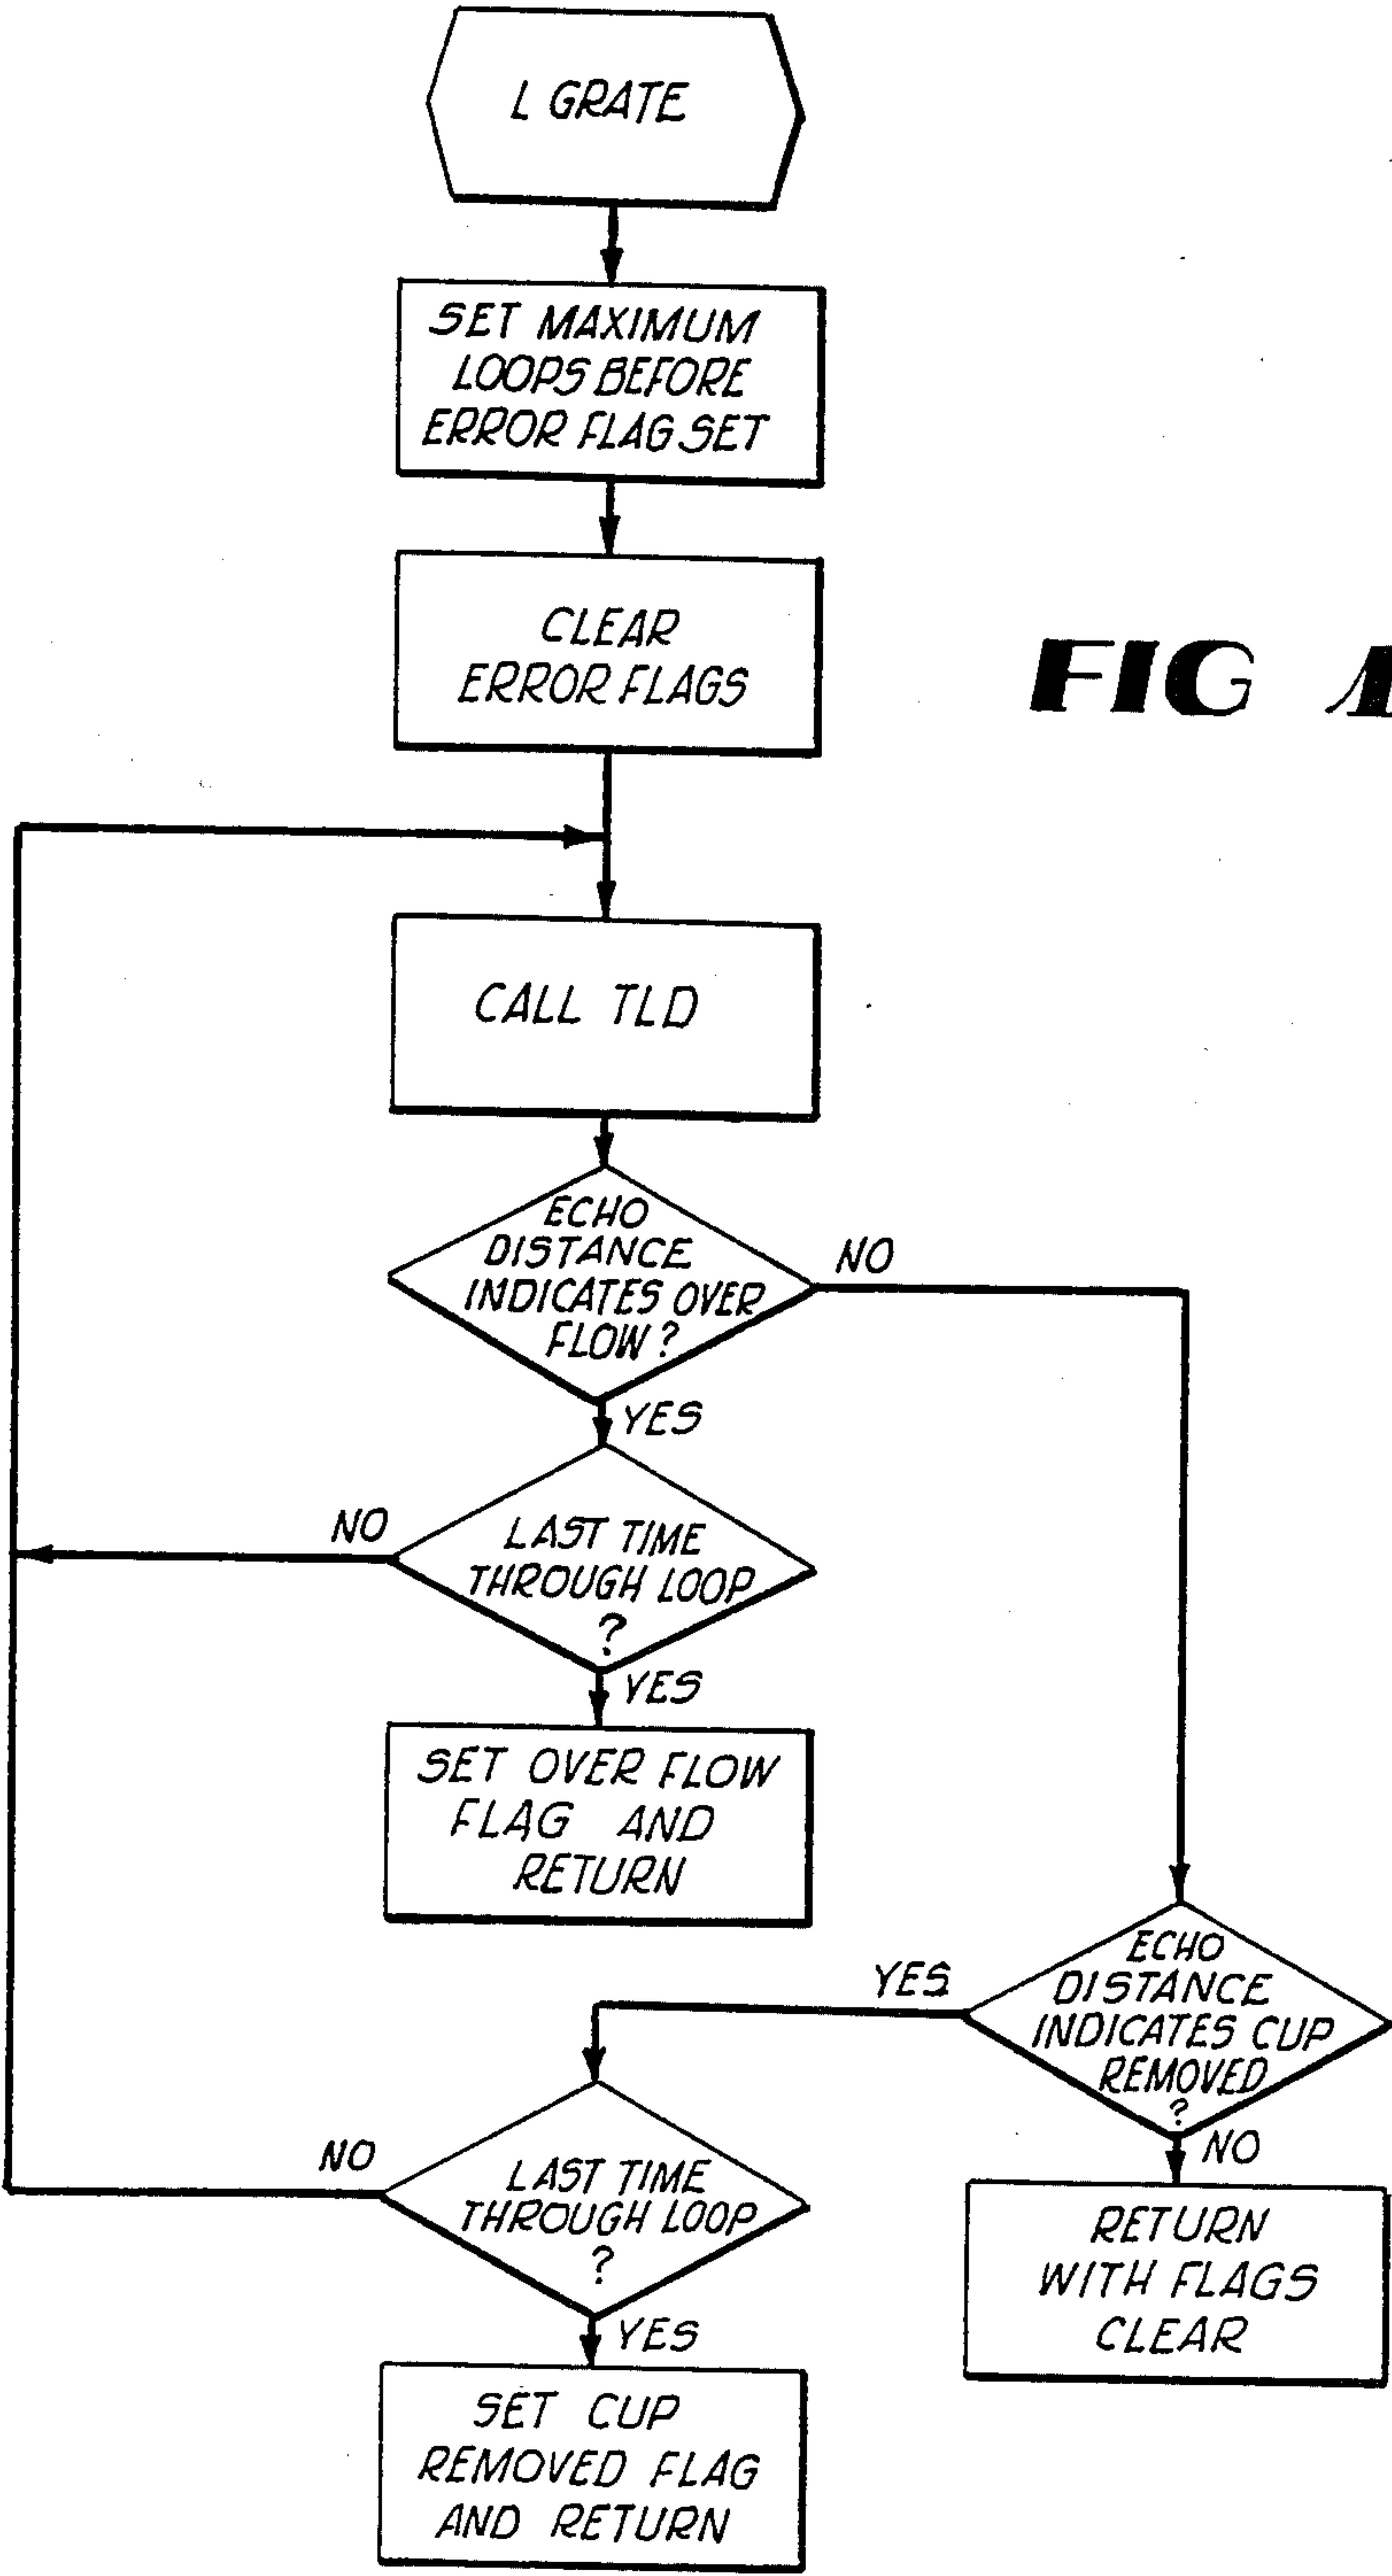 L GRATE
SET MAXIMUM
LOOPS BEFORE
ERROR FLAG SET
CLEAR
ERROR FLAGS
FIG
CALL TLD
ECHO
DISTANCE
INDICATES OVER
FLOW?
NO
YES
NO
LAST TIME
THROUGH LOOP
?
YES
SET OVER FLOW
FLAG AND
RETURN
YES
ECHO
DISTANCE
INDICATES CUP
REMOVED
?
NO
NO
LAST TIME
THROUGH LOOP
?
YES
RETURN
WITH FLAGS
CLEAR
SET CUP
REMOVED FLAG
AND RETURN